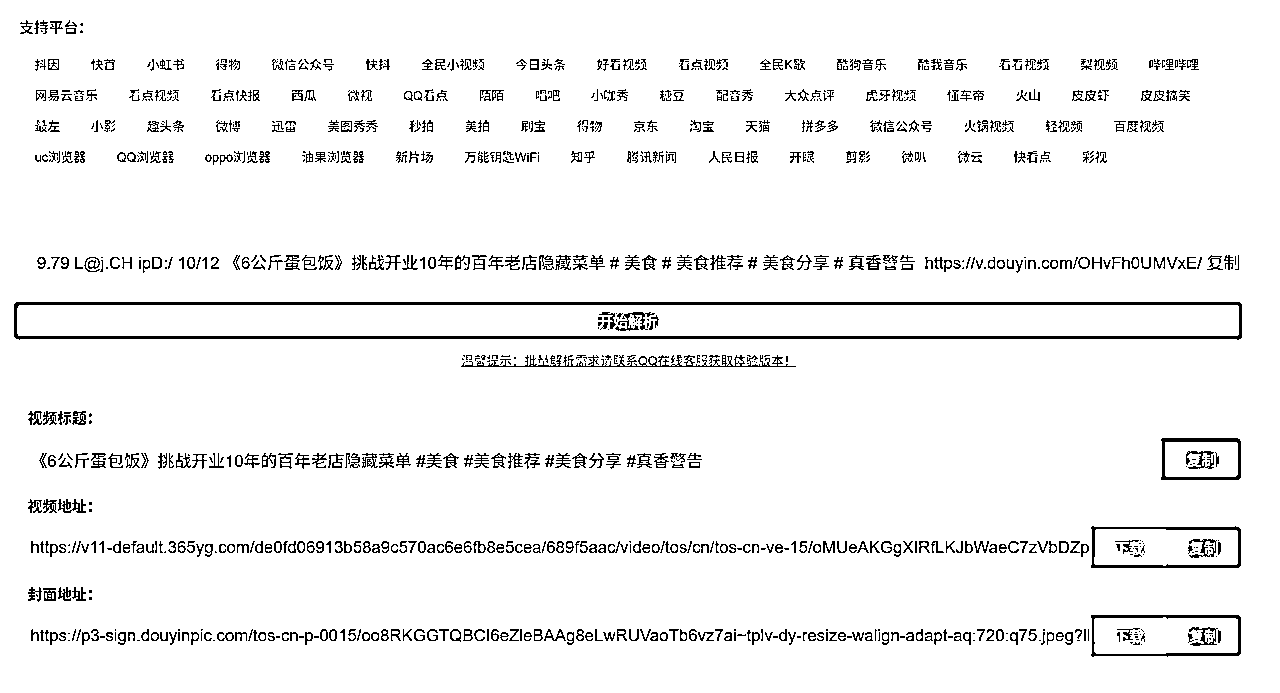 支持平台：
抖因 快首 小虹书 得物 微信公众号 快抖 全民小视频 今日头条 好看视频 看点视频 全民K歌 酷狗音乐 酷我音乐 看看视频 梨视频 哔哩哔哩
网易云音乐 看点视频 看点快报 西瓜 微视 QQ看点 陌陌 唱吧 小咖秀 糖豆 配音秀 大众点评 虎牙视频 懂车帝 火山 皮皮虾 皮皮搞笑
最左 小影 趣头条 微博 迅雷 美图秀秀 秒拍 美拍 刷宝 得物 京东 淘宝 天猫 拼多多 微信公众号 火锅视频 轻视频 百度视频
uc浏览器 QQ浏览器 oppo浏览器 油果浏览器 新片场 万能钥匙WiFi 知乎 腾讯新闻 人民日报 开眼 剪影 微叭 微云 快看点 彩视
9.79 L@j.CH ipD:/ 10/12 《6公斤蛋包饭》挑战开业10年的百年老店隐藏菜单 # 美食 # 美食推荐 # 美食分享 # 真香警告 https://v.douyin.com/OHvFh0UMVxE/ 复制
开始解析
温馨提示：批量解析需求请联系QQ在线客服获取体验版本！
视频标题：
《6公斤蛋包饭》挑战开业10年的百年老店隐藏菜单 #美食 #美食推荐 #美食分享 #真香警告 复制
视频地址：
https://v11-default.365yg.com/de0fd06913b58a9c570ac6e6fb8e5cea/689f5aac/video/tos/cn/tos-cn-ve-15/oMUeAKGgXIRfLKJbWaeC7zVbDZp 下载 复制
封面地址：
https://p3-sign.douyinpic.com/tos-cn-p-0015/oo8RKGGTQBCI6eZleBAAg8eLwRUVaoTb6vz7ai~tplv-dy-resize-walign-adapt-aq:720:q75.jpeg?l 下载 复制